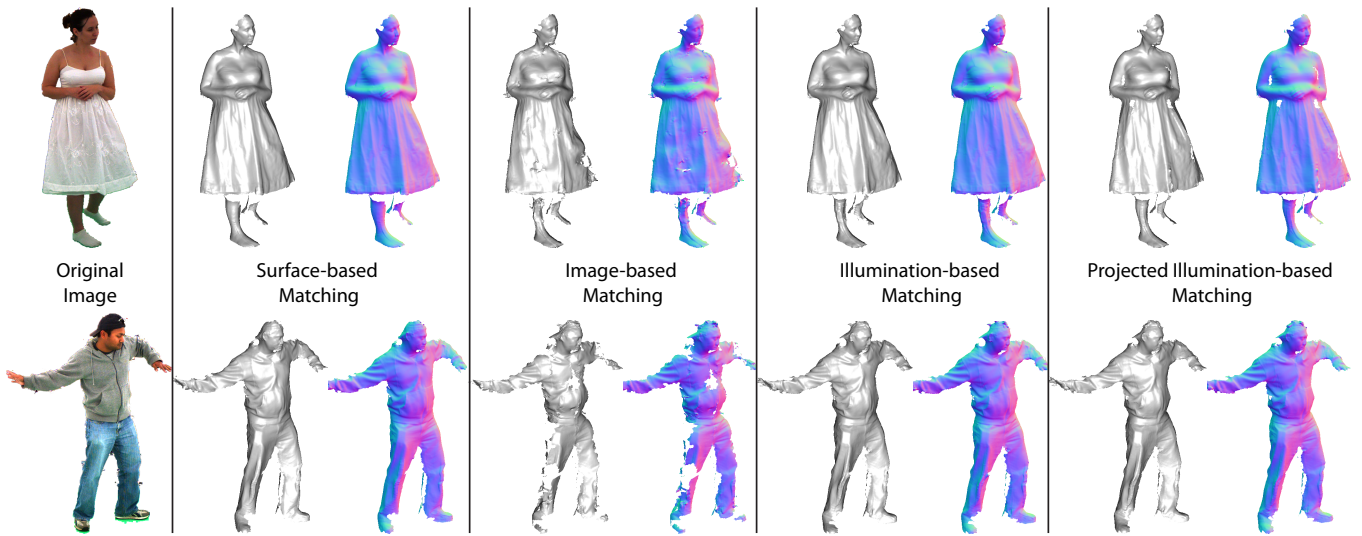 Original
Image
Surface-based
Matching
Image-based
Matching
Illumination-based
Matching
Projected Illumination-based
Matching